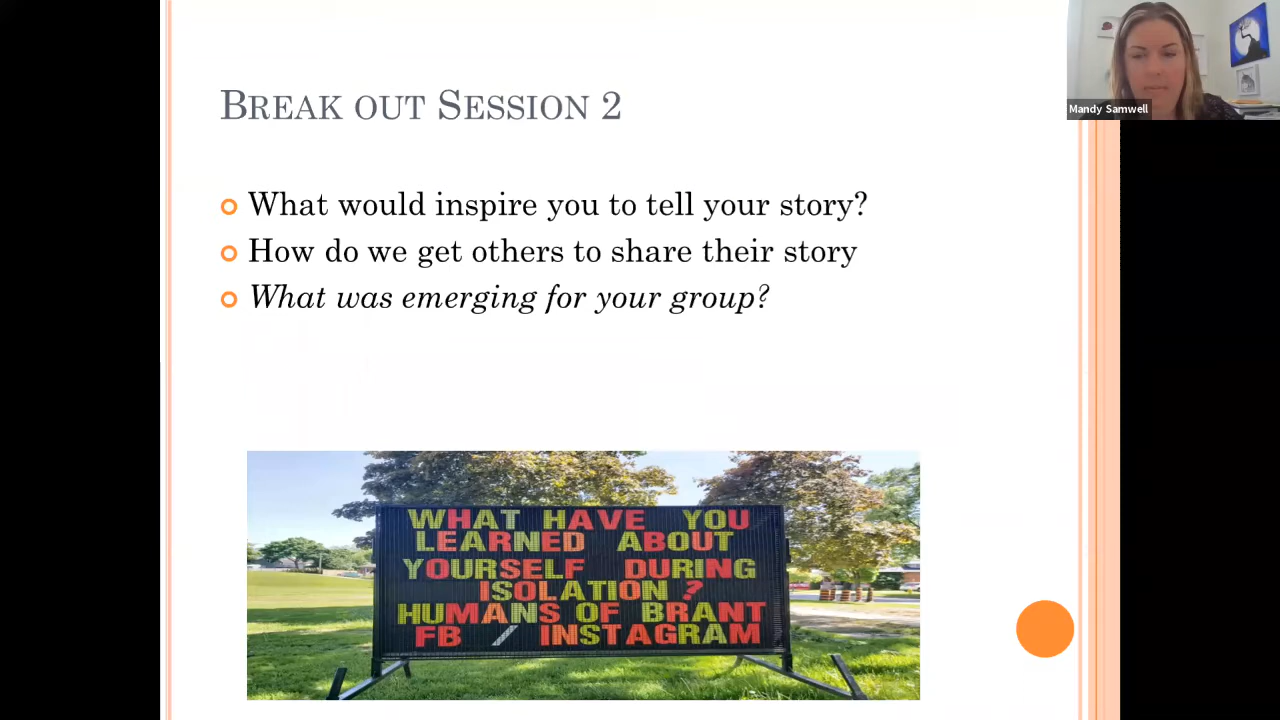 BREAK OUT SESSION 2
What would inspire you to tell your story?
How do we get others to share their story
What was emerging for your group?
WHAT HAVE YOU
LEARNED ABOUT
YOURSELF DURING
ISOLATION?
HUMANS OF BRANT
FB / INSTAGRAM
Mandy Samwell